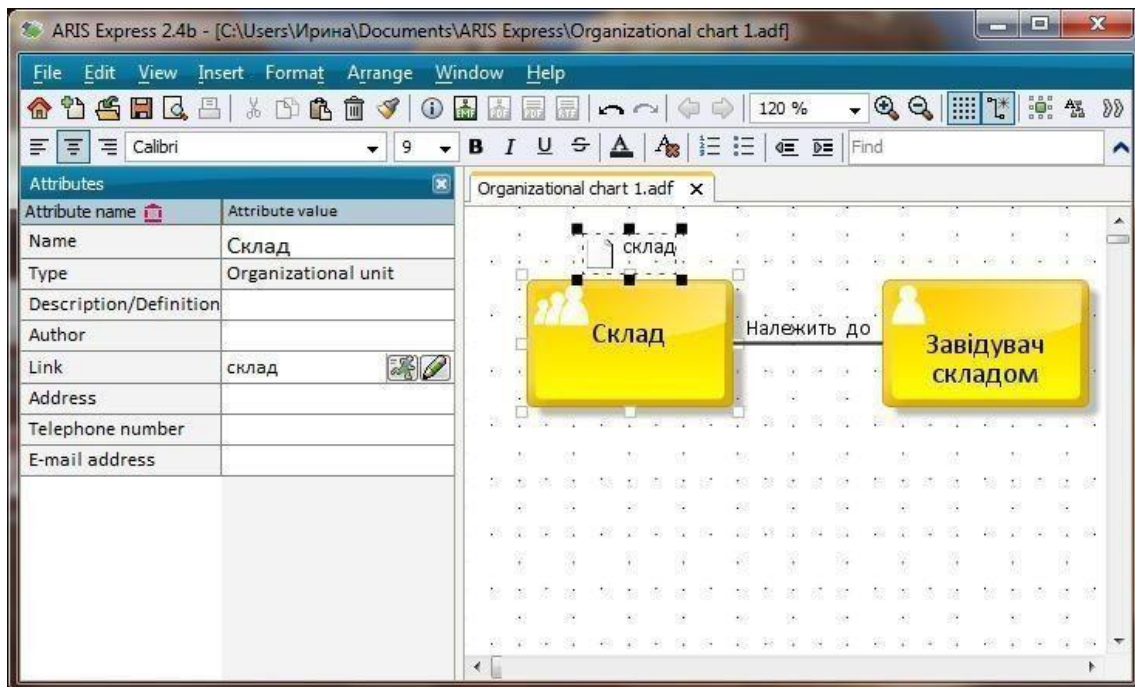 ARIS Express 2.4b - [C:\Users\Ирина\Documents\ARIS Express\Organizational chart 1.adf]
File Edit View Insert Format Arrange Window Help
120 %
Calibri 9 B I U S A Find
Attributes
Organizational chart 1.adf
Attribute name Attribute value
Name Склад
Type Organizational unit
Description/Definition
Author
Link склад
Address
Telephone number
E-mail address
склад
Склад
Належить до
Завідувач
складом